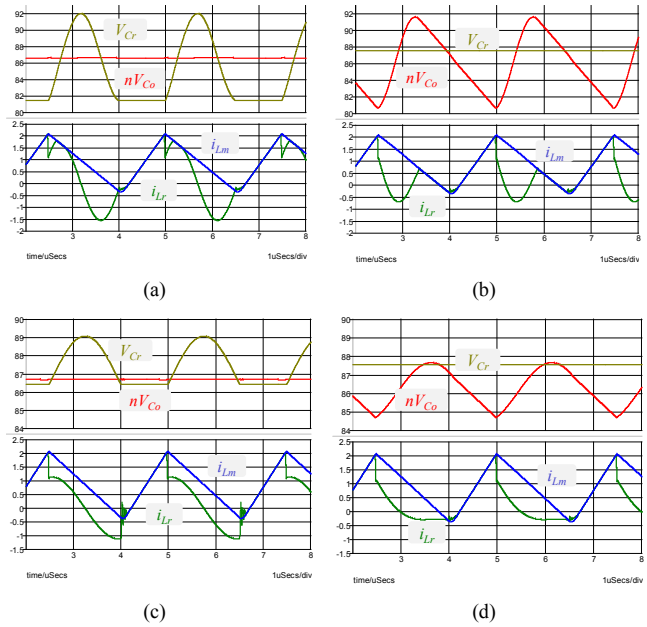 92 90 88 86 84 82 80
V_Cr
nV_Co
2.5 2 1.5 1 0.5 0 -0.5 -1 -1.5 -2
i_Lm
i_Lr
3 4 5 6 7 8
time/uSecs 1uSecs/div
(a)
92 90 88 86 84 82 80
V_Cr
nV_Co
2.5 2 1.5 1 0.5 0 -0.5 -1 -1.5 2
i_Lm
i_Lr
3 4 5 6 7 8
time/uSecs 1uSecs/div
(b)
90 89 88 87 86 85 84
V_Cr
nV_Co
2.5 2 1.5 1 0.5 0 -0.5 -1 -1.5
i_Lm
i_Lr
3 4 5 6 7 8
time/uSecs 1uSecs/div
(c)
90 89 88 87 86 85 84
V_Cr
nV_Co
2.5 2 1.5 1 0.5 0 -0.5 -1 1.5
i_Lm
i_Lr
3 4 5 6 7 8
time/uSecs 1uSecs/div
(d)